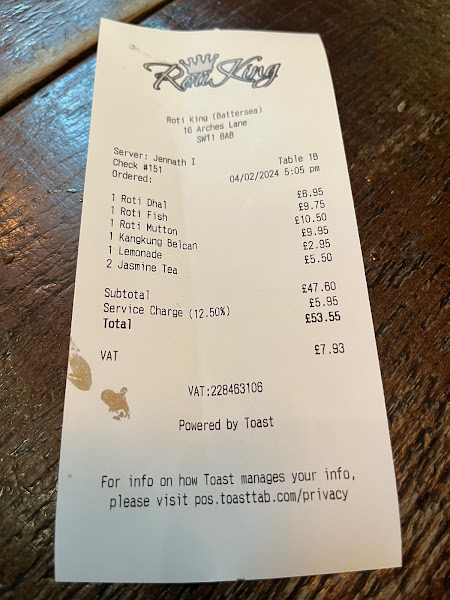 Roti King
Roti King (Battersea)
16 Arches Lane
SW11 8AB
Server: Jennath I
Check #151 Table 1B
Ordered: 04/02/2024 5:05 pm
1 Roti Dhal £8.95
1 Roti Fish £9.75
1 Roti Mutton £10.50
1 Kangkung Belcan £9.95
1 Lemonade £2.95
2 Jasmine Tea £5.50
Subtotal £47.60
Service Charge (12.50%) £5.95
Total £53.55
VAT £7.93
VAT:228463106
Powered by Toast
For info on how Toast manages your info,
please visit pos.toasttab.com/privacy